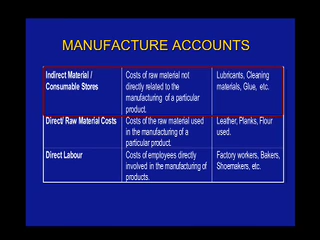 MANUFACTURE ACCOUNTS
Indirect Material /
Consumable Stores
Costs of raw material not
directly related to the
manufacturing of a particular
product.
Lubricants, Cleaning
materials, Glue, etc.
Direct/ Raw Material Costs
Costs of the raw material used
in the manufacturing of a
particular product.
Leather, Planks, Flour
used.
Direct Labour
Costs of employees directly
involved in the manufacturing of
products.
Factory workers, Bakers,
Shoemakers, etc.